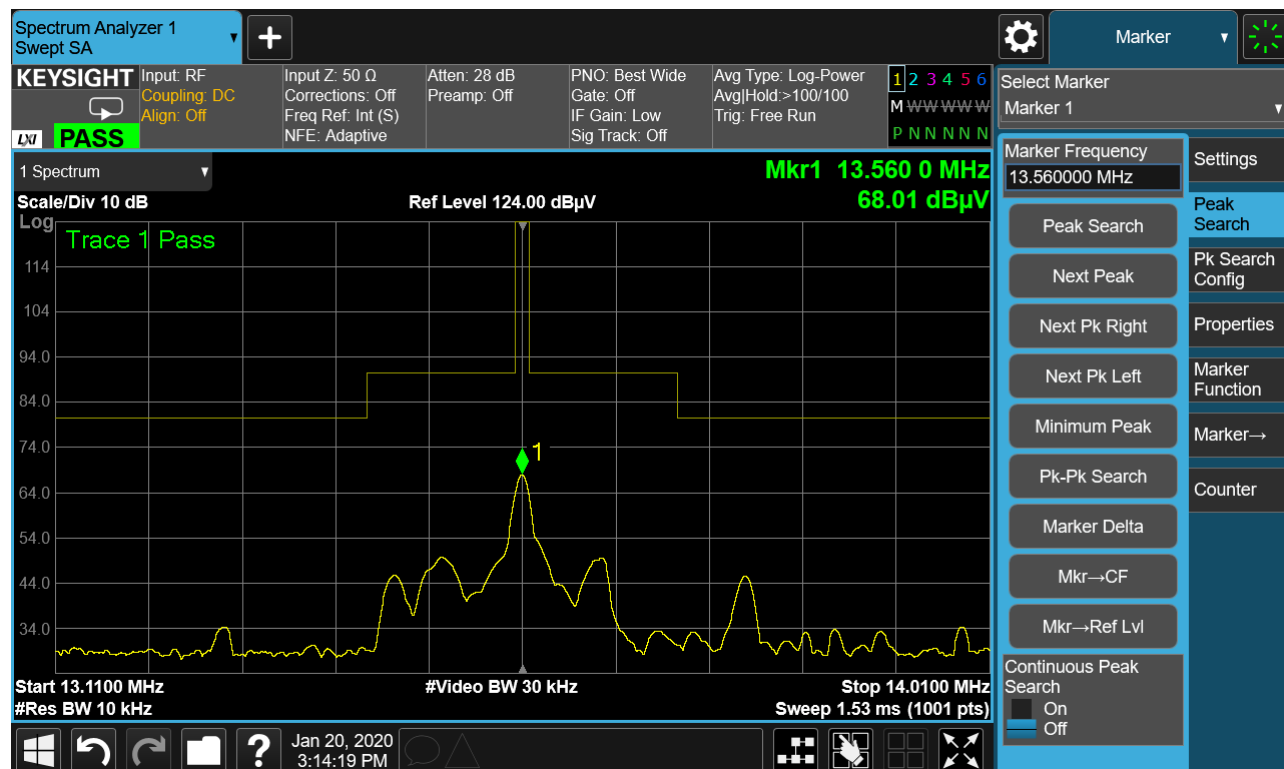 Spectrum Analyzer 1
Swept SA
+
Marker
KEYSIGHT
LXI PASS
Input: RF
Coupling: DC
Align: Off
Input Z: 50 Ω
Corrections: Off
Freq Ref: Int (S)
NFE: Adaptive
Atten: 28 dB
Preamp: Off
PNO: Best Wide
Gate: Off
IF Gain: Low
Sig Track: Off
Avg Type: Log-Power
Avg|Hold:>100/100
Trig: Free Run
1 2 3 4 5 6
M W W W W W
P N N N N N
1 Spectrum
Mkr1 13.560 0 MHz
68.01 dBµV
Scale/Div 10 dB
Ref Level 124.00 dBµV
Log
Trace 1 Pass
114
104
94.0
84.0
74.0
64.0
54.0
44.0
34.0
1
Start 13.1100 MHz
#Video BW 30 kHz
Stop 14.0100 MHz
#Res BW 10 kHz
Sweep 1.53 ms (1001 pts)
Select Marker
Marker 1
Marker Frequency
13.560000 MHz
Peak Search
Next Peak
Next Pk Right
Next Pk Left
Minimum Peak
Pk-Pk Search
Marker Delta
Mkr→CF
Mkr→Ref Lvl
Continuous Peak
Search
On
Off
Settings
Peak
Search
Pk Search
Config
Properties
Marker
Function
Marker→
Counter
?
Jan 20, 2020
3:14:19 PM